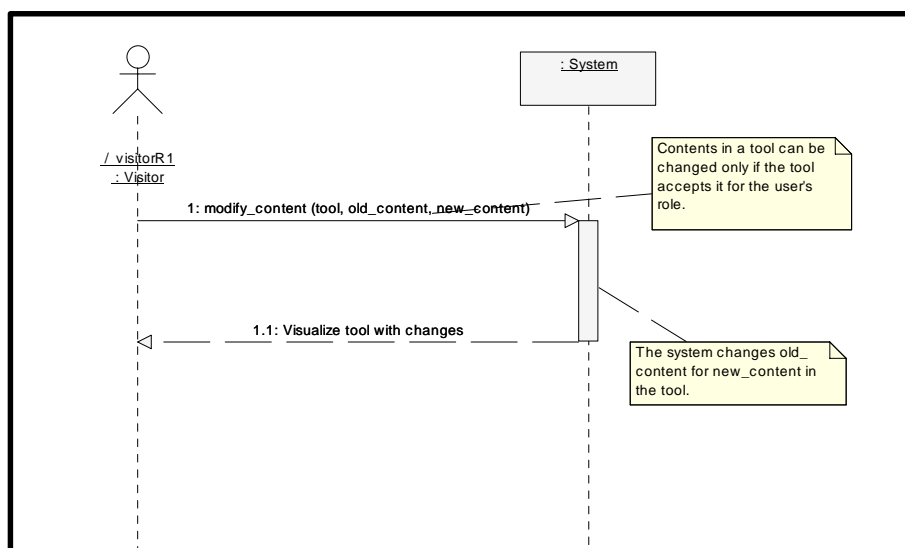 : System
/ visitorR1
: Visitor
Contents in a tool can be
changed only if the tool
accepts it for the user's
role.
1: modify_content (tool, old_content, new_content)
1.1: Visualize tool with changes
The system changes old_
content for new_content in
the tool.